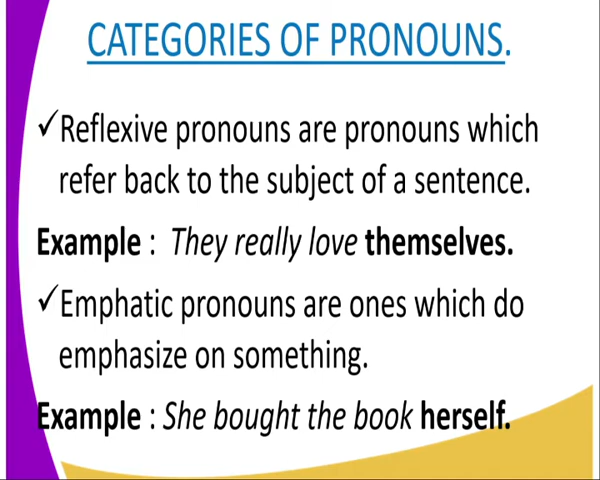 CATEGORIES OF PRONOUNS.
✓Reflexive pronouns are pronouns which
refer back to the subject of a sentence.
Example : They really love themselves.
✓Emphatic pronouns are ones which do
emphasize on something.
Example : She bought the book herself.